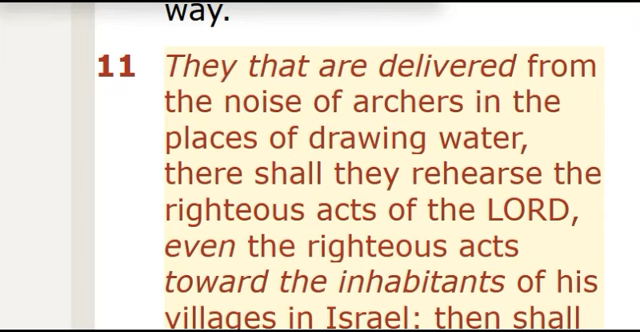 way.
11 They that are delivered from
the noise of archers in the
places of drawing water,
there shall they rehearse the
righteous acts of the LORD,
even the righteous acts
toward the inhabitants of his
villages in Israel: then shall